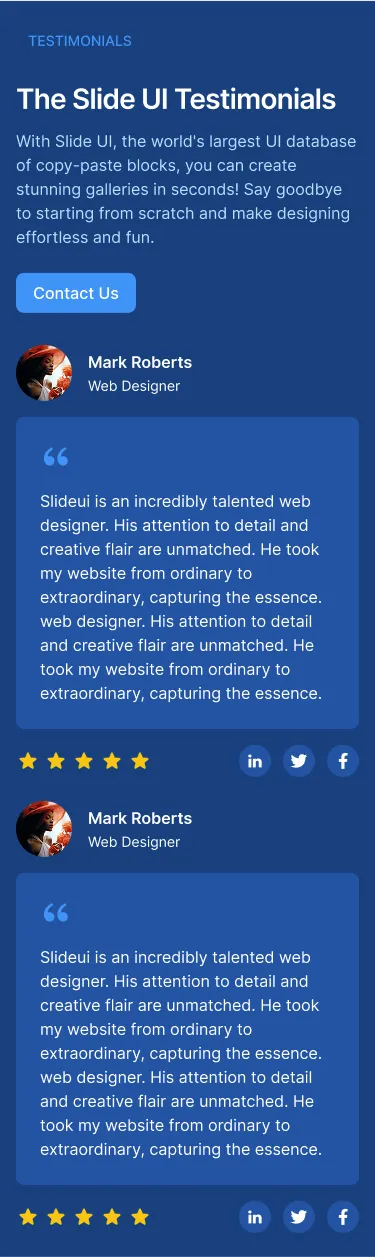 TESTIMONIALS
The Slide UI Testimonials
With Slide UI, the world's largest UI database
of copy-paste blocks, you can create
stunning galleries in seconds! Say goodbye
to starting from scratch and make designing
effortless and fun.
Contact Us
Mark Roberts
Web Designer
“
Slideui is an incredibly talented web
designer. His attention to detail and
creative flair are unmatched. He took
my website from ordinary to
extraordinary, capturing the essence.
web designer. His attention to detail
and creative flair are unmatched. He
took my website from ordinary to
extraordinary, capturing the essence.
in
f
Mark Roberts
Web Designer
“
Slideui is an incredibly talented web
designer. His attention to detail and
creative flair are unmatched. He took
my website from ordinary to
extraordinary, capturing the essence.
web designer. His attention to detail
and creative flair are unmatched. He
took my website from ordinary to
extraordinary, capturing the essence.
in
f